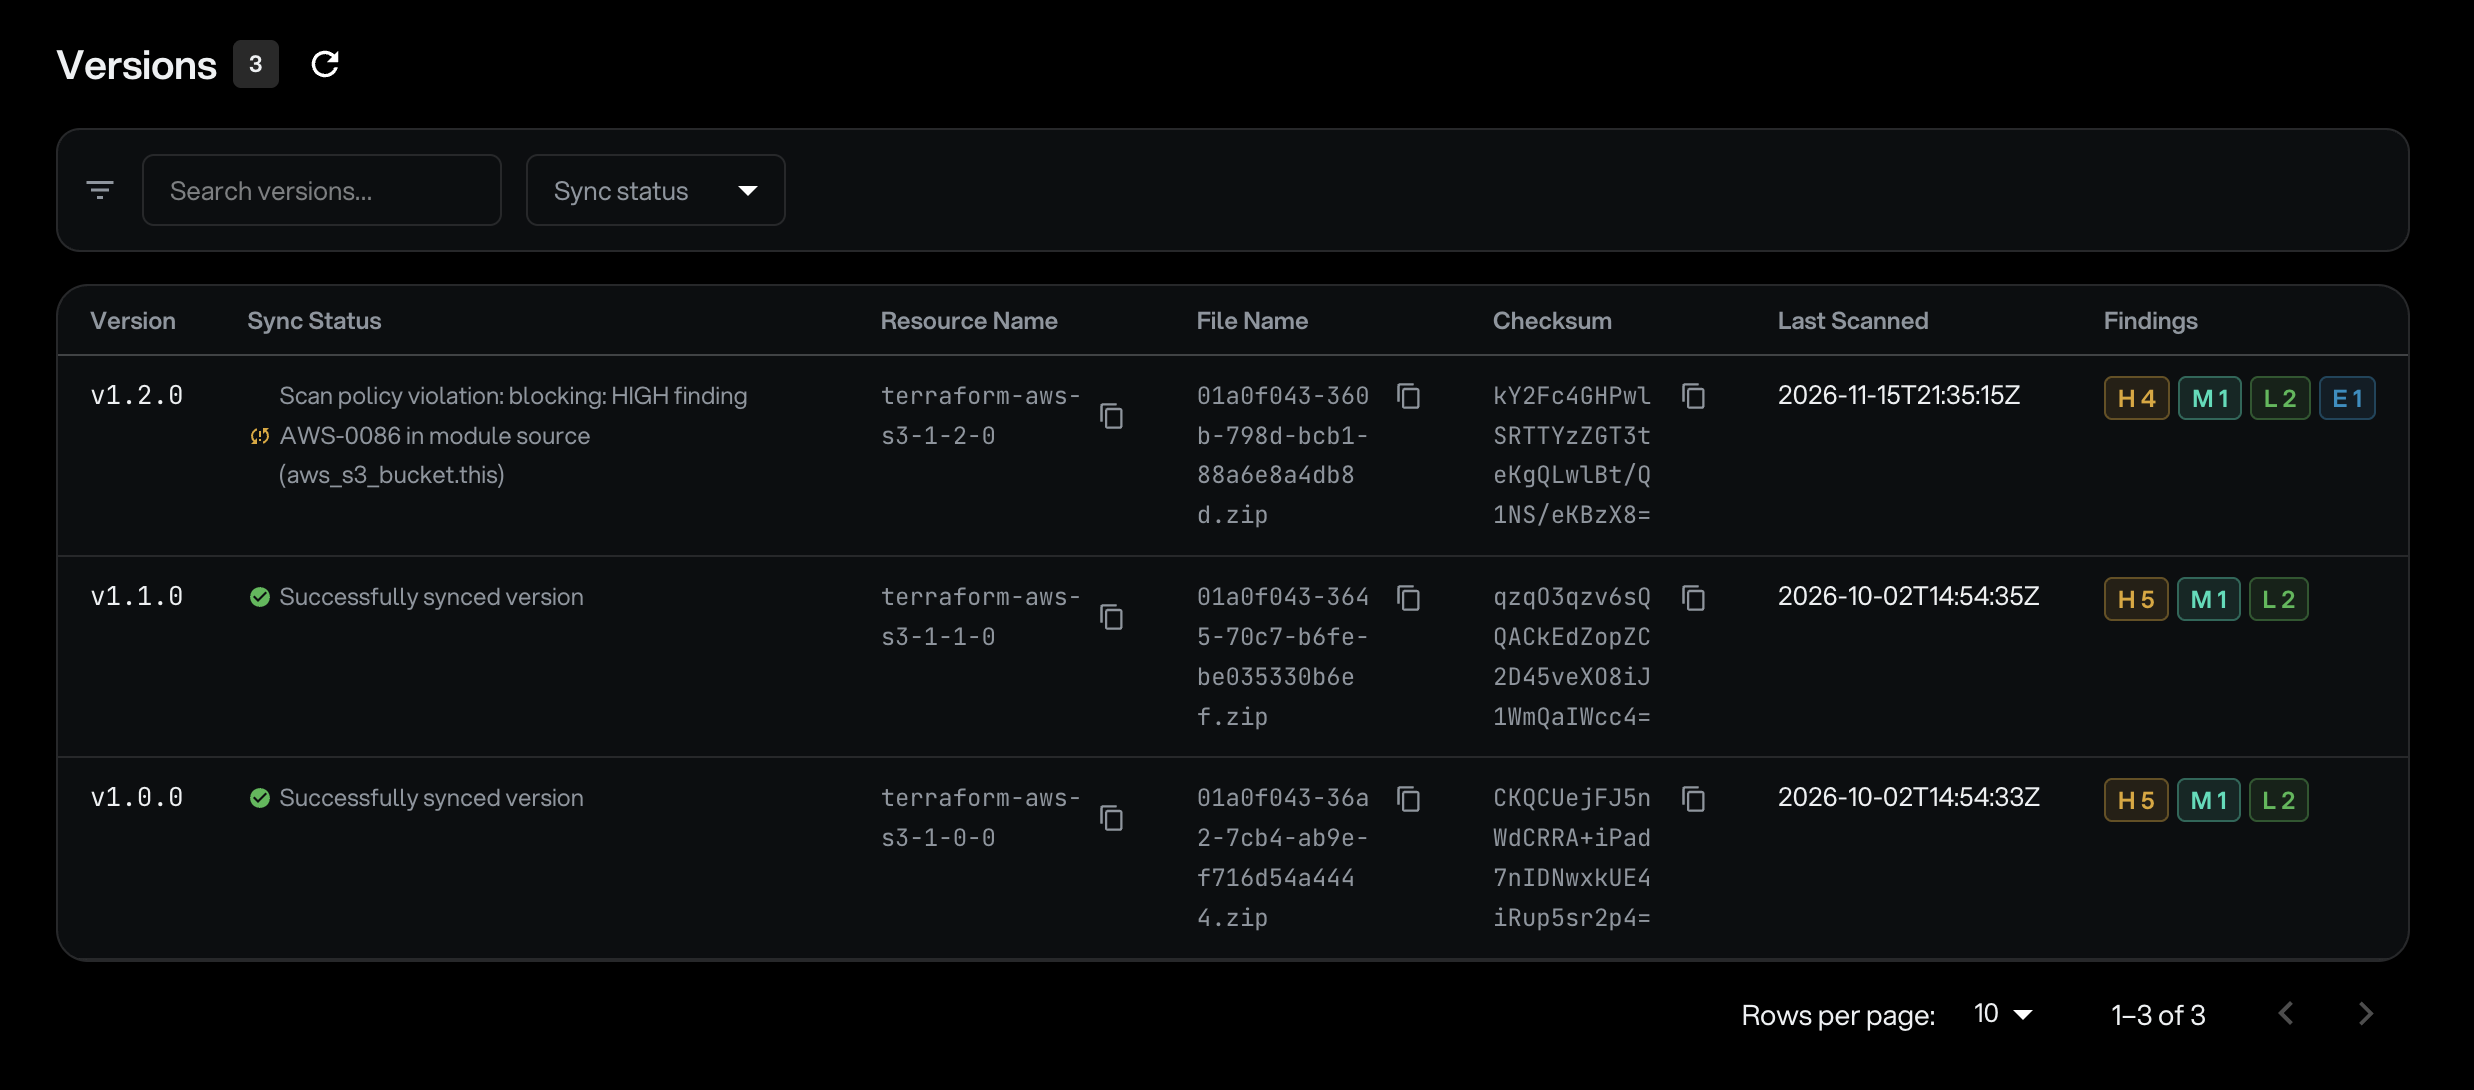 Versions 3
Search versions...
Sync status
Version Sync Status Resource Name File Name Checksum Last Scanned Findings
v1.2.0
Scan policy violation: blocking: HIGH finding
AWS-0086 in module source
(aws_s3_bucket.this)
terraform-aws-
s3-1-2-0
01a0f043-360
b-798d-bcb1-
88a6e8a4db8
d.zip
kY2Fc4GHPwl
SRTTYzZGT3t
eKgQLwlBt/Q
1NS/eKBzX8=
2026-11-15T21:35:15Z
H 4 M 1 L 2 E 1
v1.1.0
Successfully synced version
terraform-aws-
s3-1-1-0
01a0f043-364
5-70c7-b6fe-
be035330b6e
f.zip
qzqO3qzv6sQ
QACkEdZopZC
2D45veXO8iJ
1WmQaIWcc4=
2026-10-02T14:54:35Z
H 5 M 1 L 2
v1.0.0
Successfully synced version
terraform-aws-
s3-1-0-0
01a0f043-36a
2-7cb4-ab9e-
f716d54a444
4.zip
CKQCUejFJ5n
WdCRRA+iPad
7nIDNwxkUE4
iRup5sr2p4=
2026-10-02T14:54:33Z
H 5 M 1 L 2
Rows per page: 10 1–3 of 3